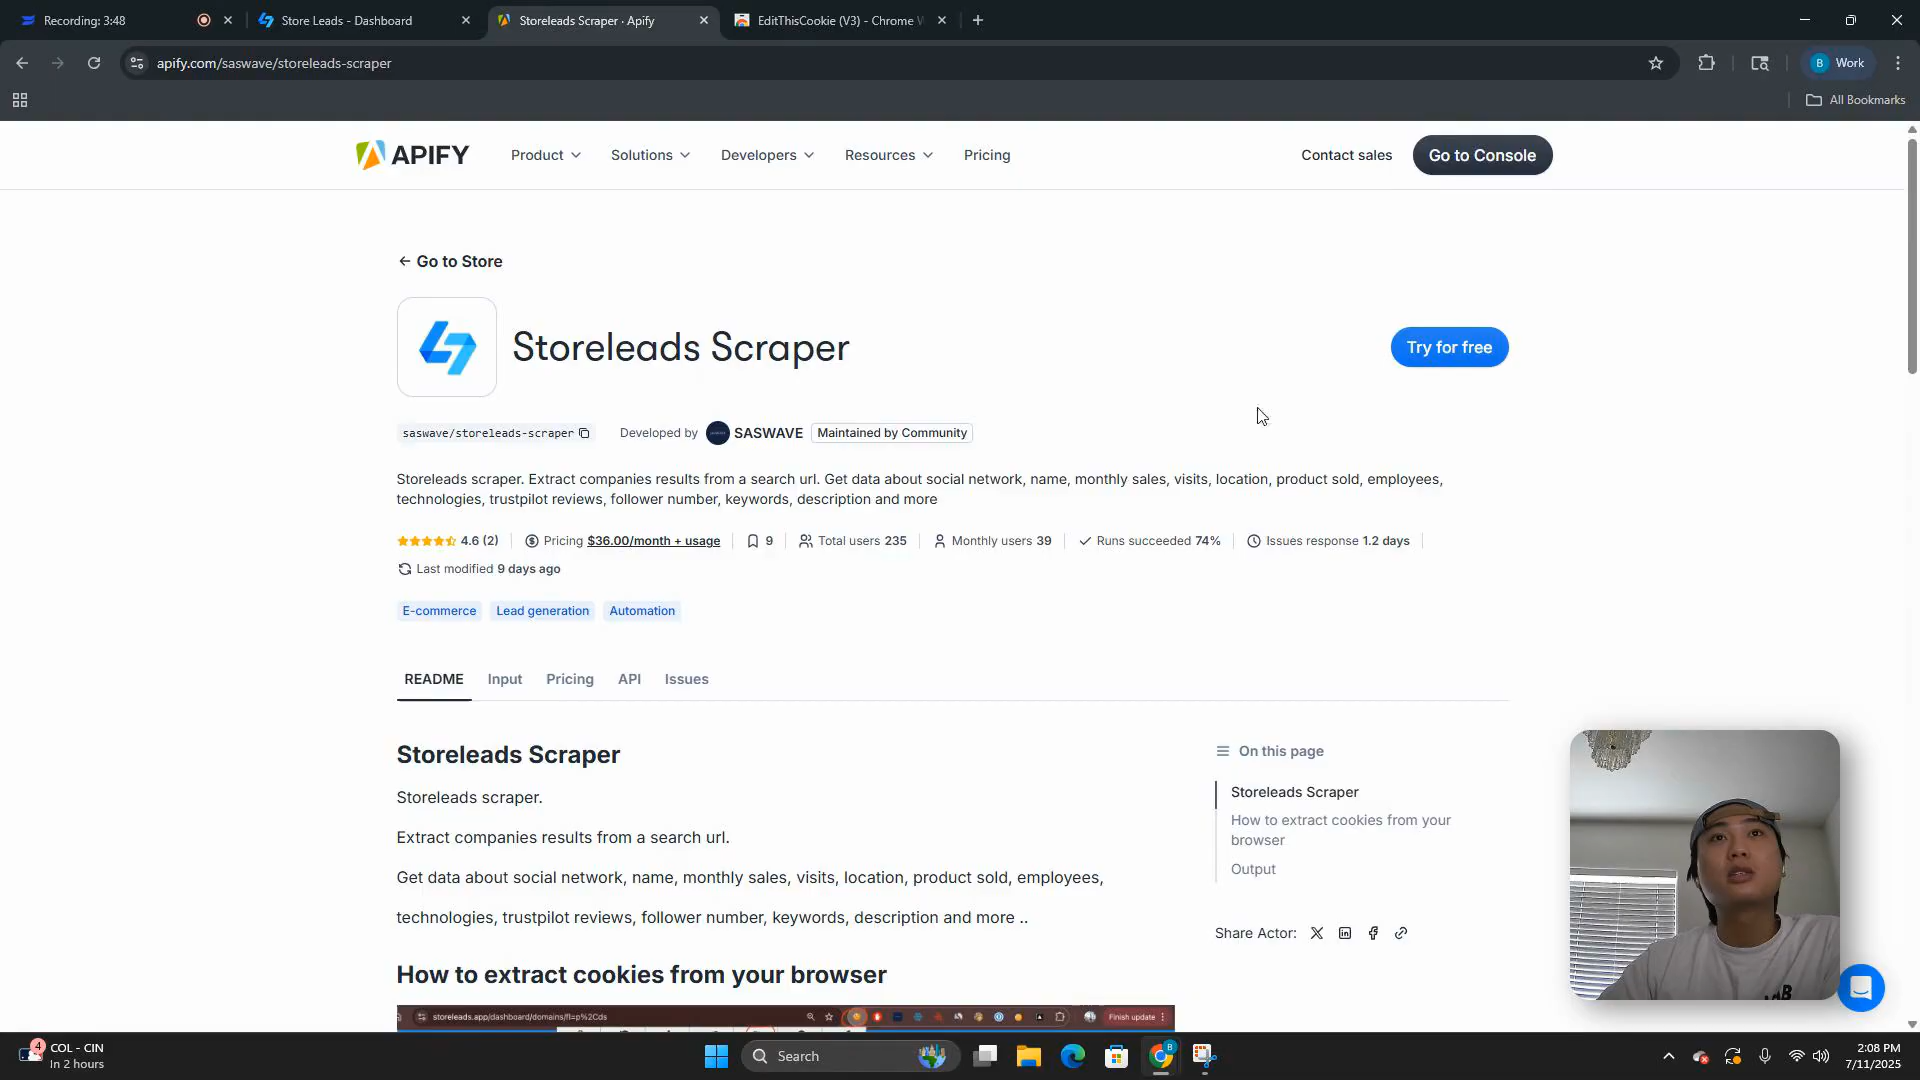 Recording: 3:48
Store Leads - Dashboard
Storeleads Scraper · Apify
EditThisCookie (V3) - Chrome
apify.com/saswave/storeleads-scraper
B Work
All Bookmarks
APIFY
Product
Solutions
Developers
Resources
Pricing
Contact sales
Go to Console
← Go to Store
Storeleads Scraper
Try for free
saswave/storeleads-scraper
Developed by SASWAVE
Maintained by Community
Storeleads scraper. Extract companies results from a search url. Get data about social network, name, monthly sales, visits, location, product sold, employees,
technologies, trustpilot reviews, follower number, keywords, description and more
4.6 (2)
Pricing $36.00/month + usage
9
Total users 235
Monthly users 39
Runs succeeded 74%
Issues response 1.2 days
Last modified 9 days ago
E-commerce
Lead generation
Automation
README
Input
Pricing
API
Issues
Storeleads Scraper
Storeleads scraper.
Extract companies results from a search url.
Get data about social network, name, monthly sales, visits, location, product sold, employees,
technologies, trustpilot reviews, follower number, keywords, description and more ..
How to extract cookies from your browser
On this page
Storeleads Scraper
How to extract cookies from your
browser
Output
Share Actor:
storeleads.app/dashboard/domains/fl=p%2Cds
Finish update
4
COL - CIN
In 2 hours
Search
B
2:08 PM
7/11/2025